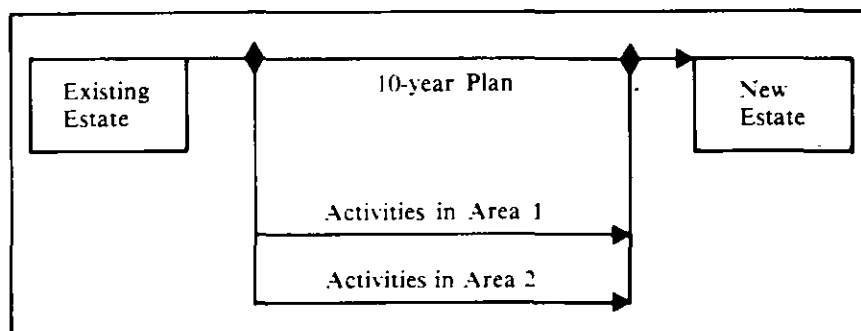 Existing
Estate
10-year Plan
New
Estate
Activities in Area 1
Activities in Area 2